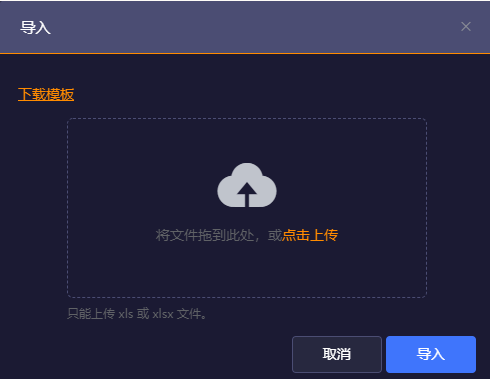 导入
下载模板
将文件拖到此处，或点击上传
只能上传 xls 或 xlsx 文件。
取消
导入